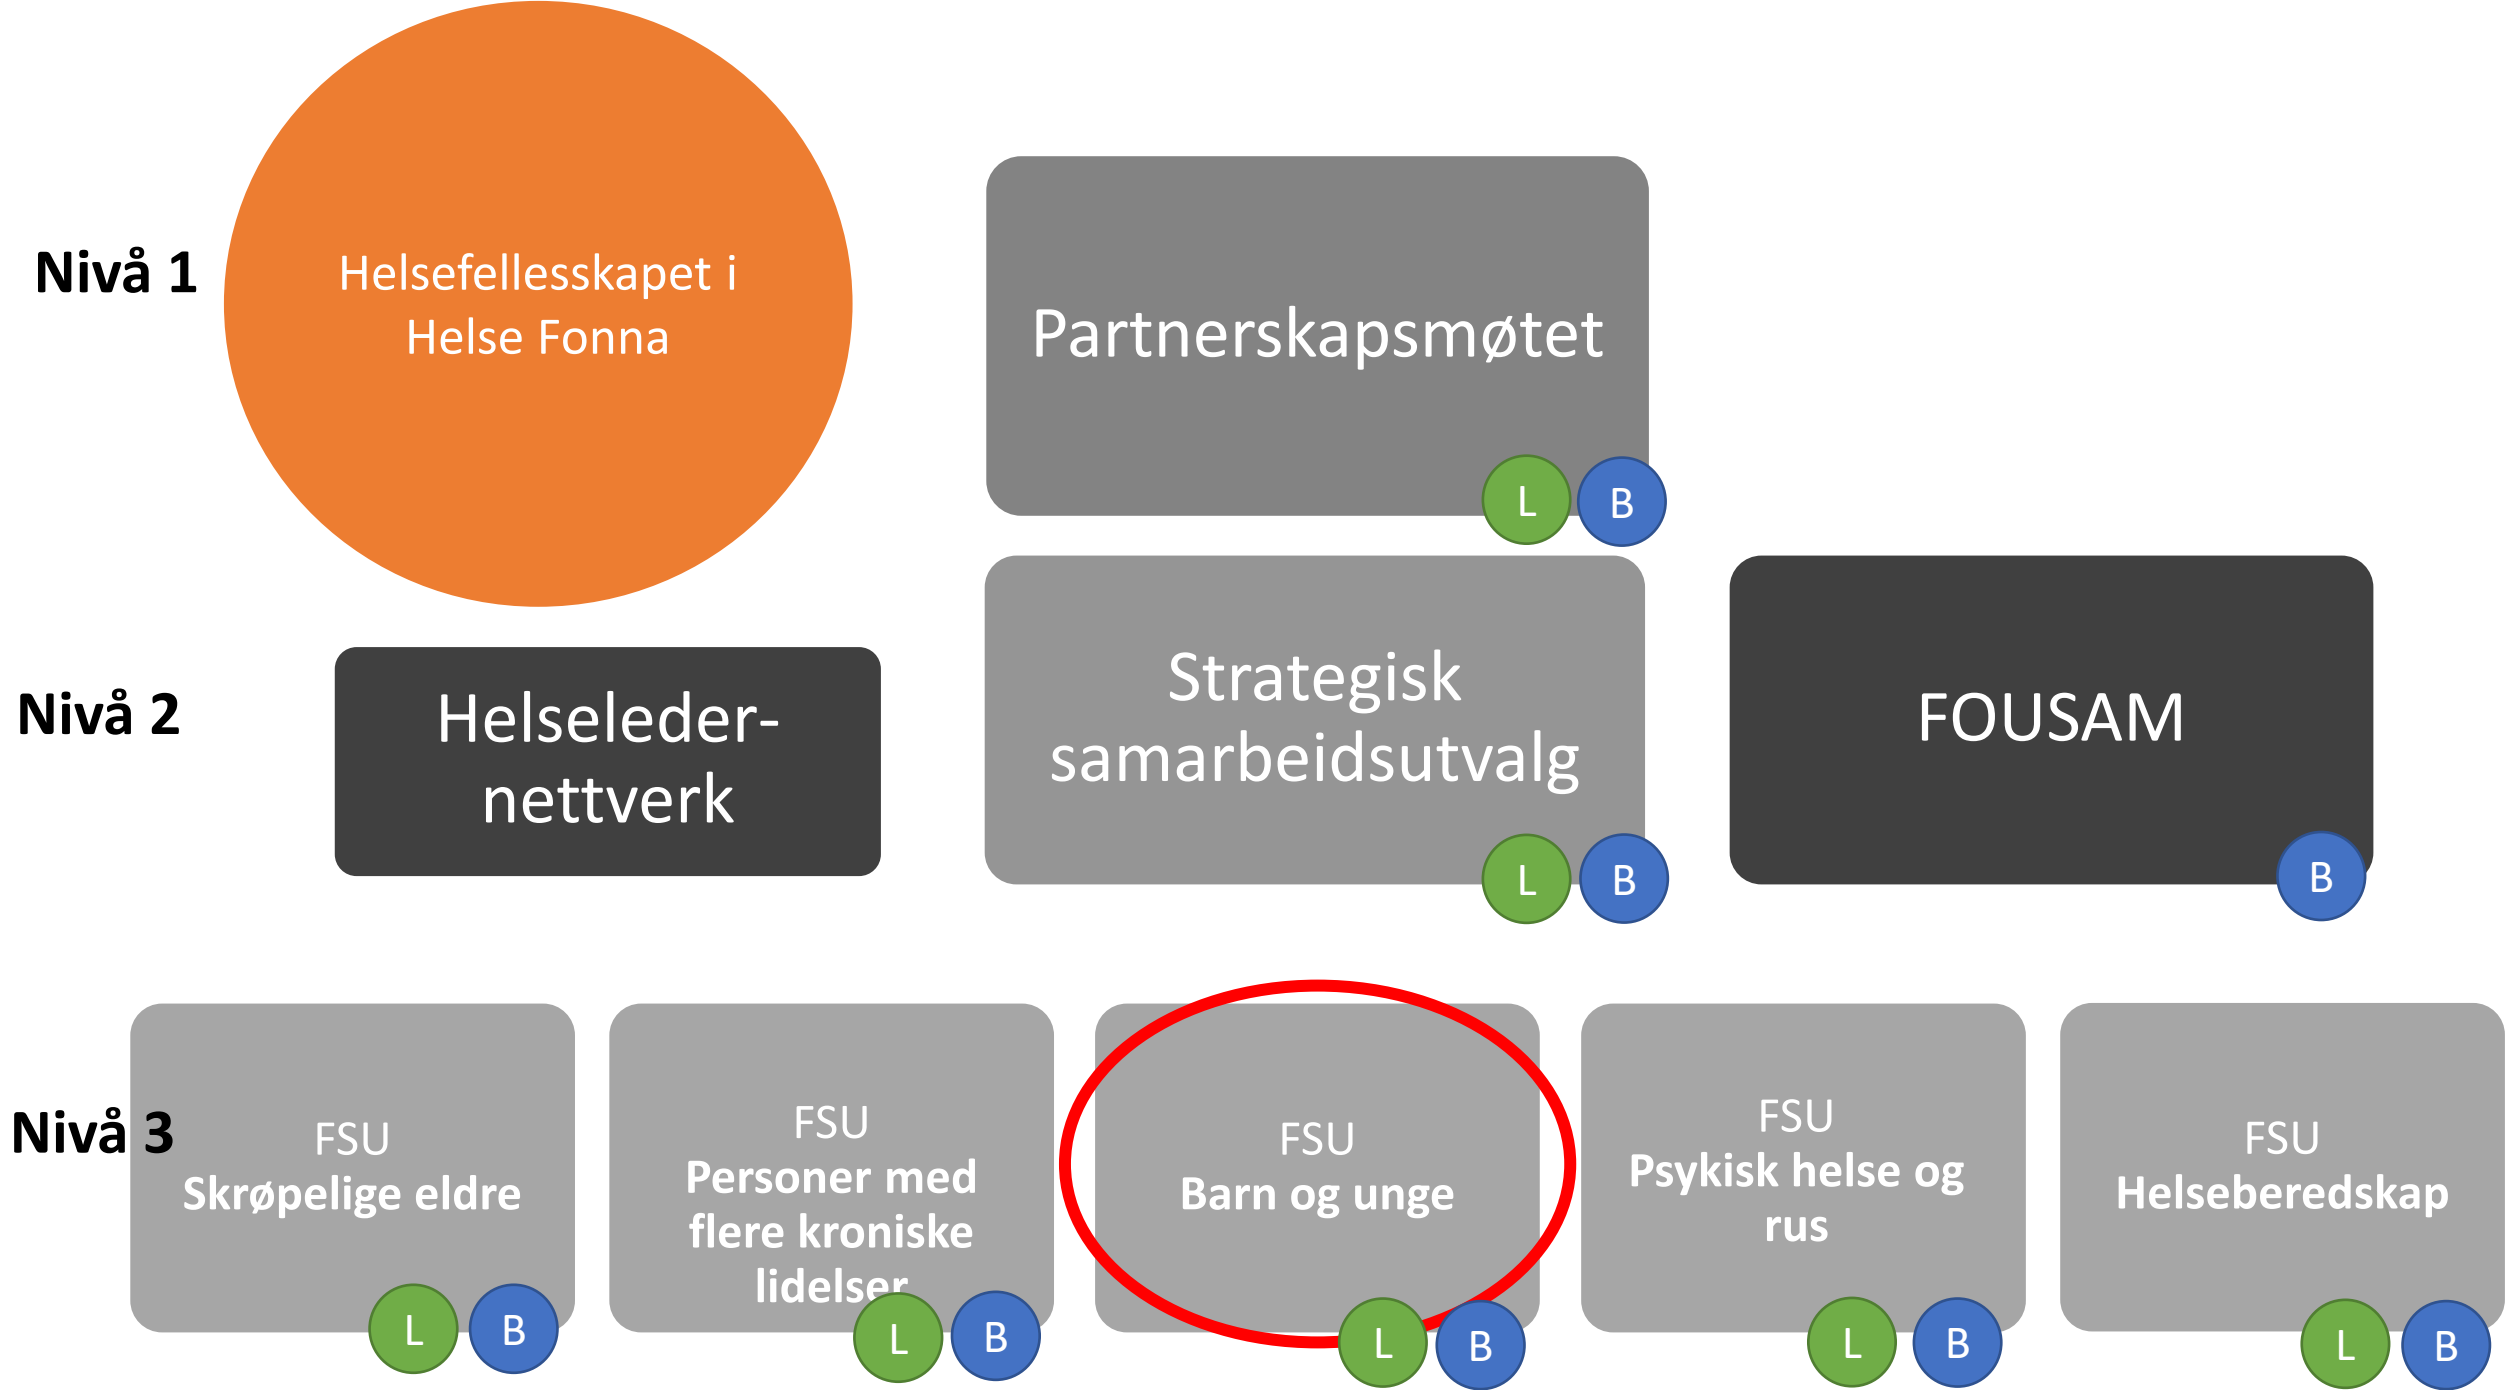 Nivå 1
Helsefellesskapet i
Helse Fonna
Partnerskapsmøtet
L
B
Nivå 2
Helseleder-
nettverk
Strategisk
samarbeidsutvalg
L
B
FOUSAM
B
Nivå 3
FSU
Skrøpelige eldre
L
B
FSU
Personer med
flere kroniske
lidelser
L
B
FSU
Barn og unge
L
B
FSU
Psykisk helse og
rus
L
B
FSU
Helseberedskap
L
B